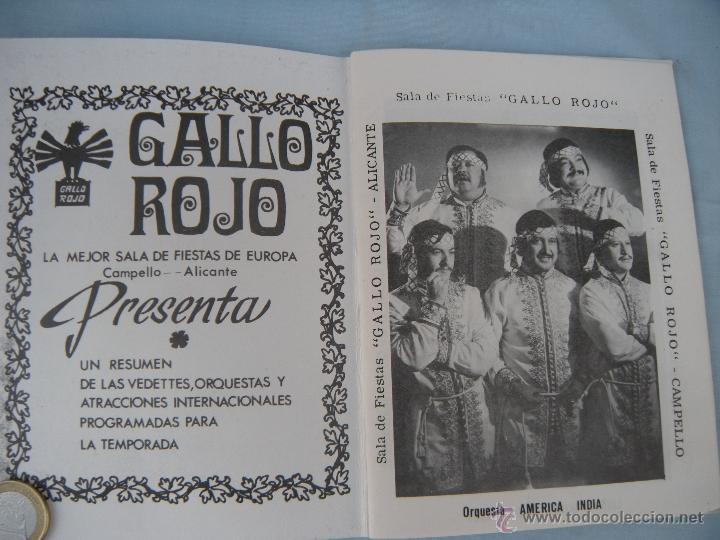 GALLO
ROJO
GALLO
ROJO
LA MEJOR SALA DE FIESTAS DE EUROPA
Campello -- Alicante
Presenta
UN RESUMEN
DE LAS VEDETTES, ORQUESTAS Y
ATRACCIONES INTERNACIONALES
PROGRAMADAS PARA
LA TEMPORADA
Sala de Fiestas "GALLO ROJO"
Sala de Fiestas "GALLO ROJO" - ALICANTE
Sala de Fiestas "GALLO ROJO" - CAMPELLO
Orquesta AMERICA INDIA
© www.todocoleccion.net